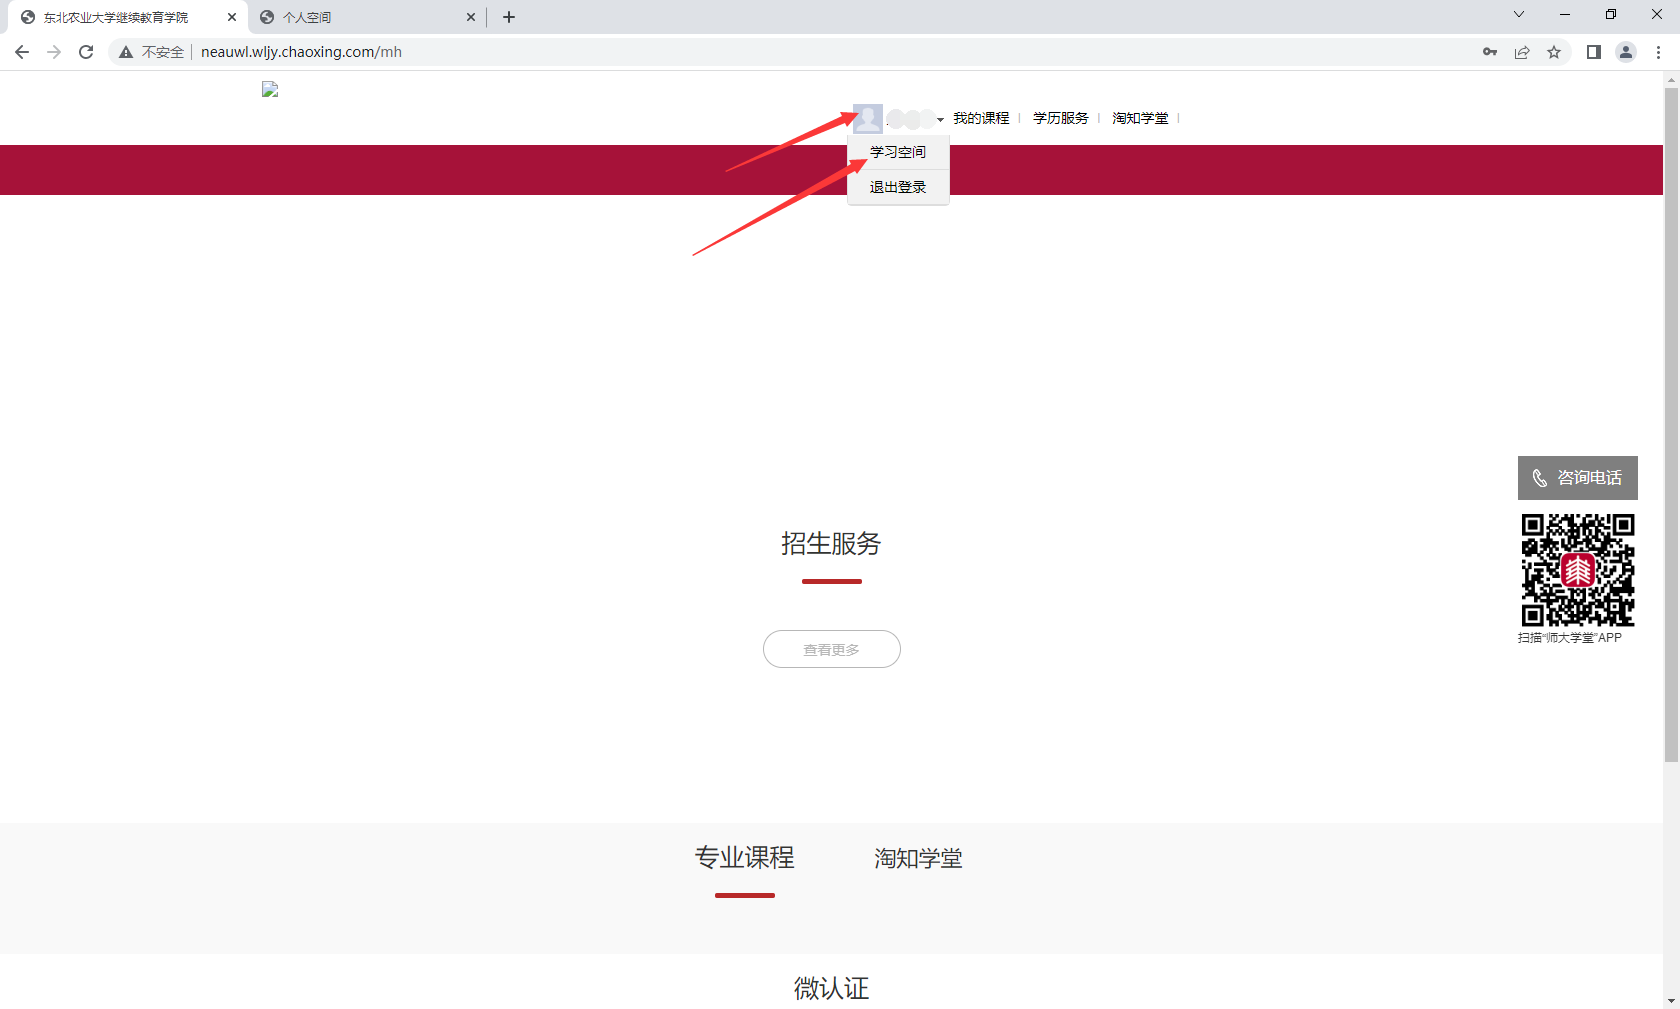 东北农业大学继续教育学院
个人空间
不安全
neauwl.wljy.chaoxing.com/mh
我的课程
学历服务
淘知学堂
学习空间
退出登录
咨询电话
扫描“师大学堂”APP
招生服务
查看更多
专业课程
淘知学堂
微认证